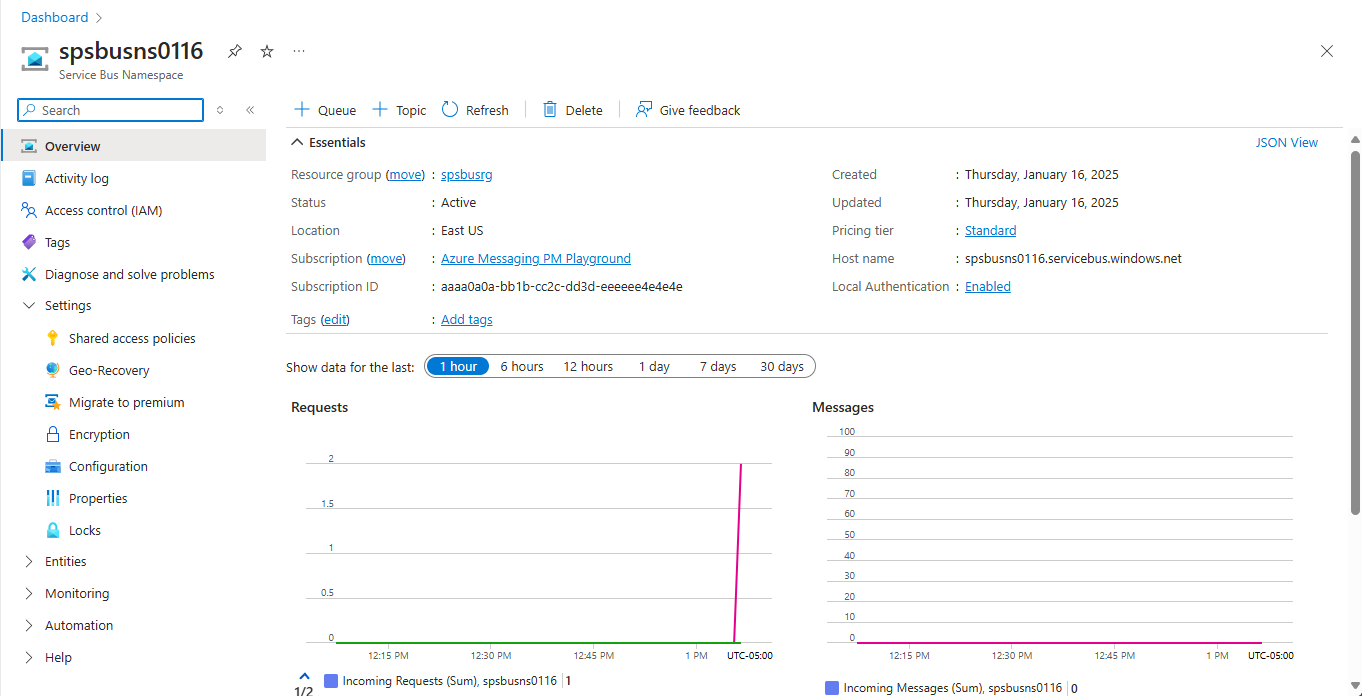 Dashboard
spsbusns0116
Service Bus Namespace
Search
+ Queue + Topic Refresh Delete Give feedback
Overview
Activity log
Access control (IAM)
Tags
Diagnose and solve problems
Settings
Shared access policies
Geo-Recovery
Migrate to premium
Encryption
Configuration
Properties
Locks
Entities
Monitoring
Automation
Help
Essentials JSON View
Resource group (move) : spsbusrg
Status : Active
Location : East US
Subscription (move) : Azure Messaging PM Playground
Subscription ID : aaaa0a0a-bb1b-cc2c-dd3d-eeeeee4e4e4e
Tags (edit) : Add tags
Created : Thursday, January 16, 2025
Updated : Thursday, January 16, 2025
Pricing tier : Standard
Host name : spsbusns0116.servicebus.windows.net
Local Authentication : Enabled
Show data for the last: 1 hour 6 hours 12 hours 1 day 7 days 30 days
Requests
2
1.5
1
0.5
0
12:15 PM 12:30 PM 12:45 PM 1 PM UTC-05:00
1/2
Incoming Requests (Sum), spsbusns0116 | 1
Messages
100
90
80
70
60
50
40
30
20
10
0
12:15 PM 12:30 PM 12:45 PM 1 PM UTC-05:00
Incoming Messages (Sum), spsbusns0116 | 0